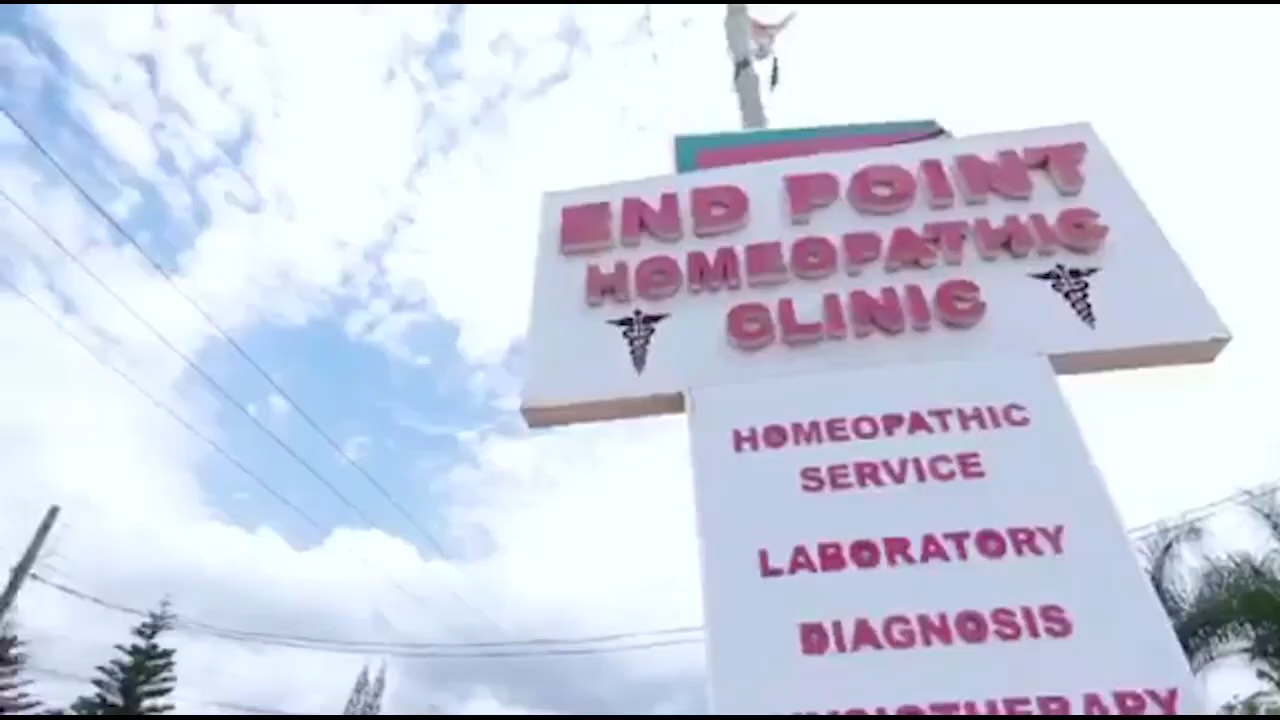 END POINT
HOMEOPATHIC
CLINIC
HOMEOPATHIC
SERVICE
LABORATORY
DIAGNOSIS